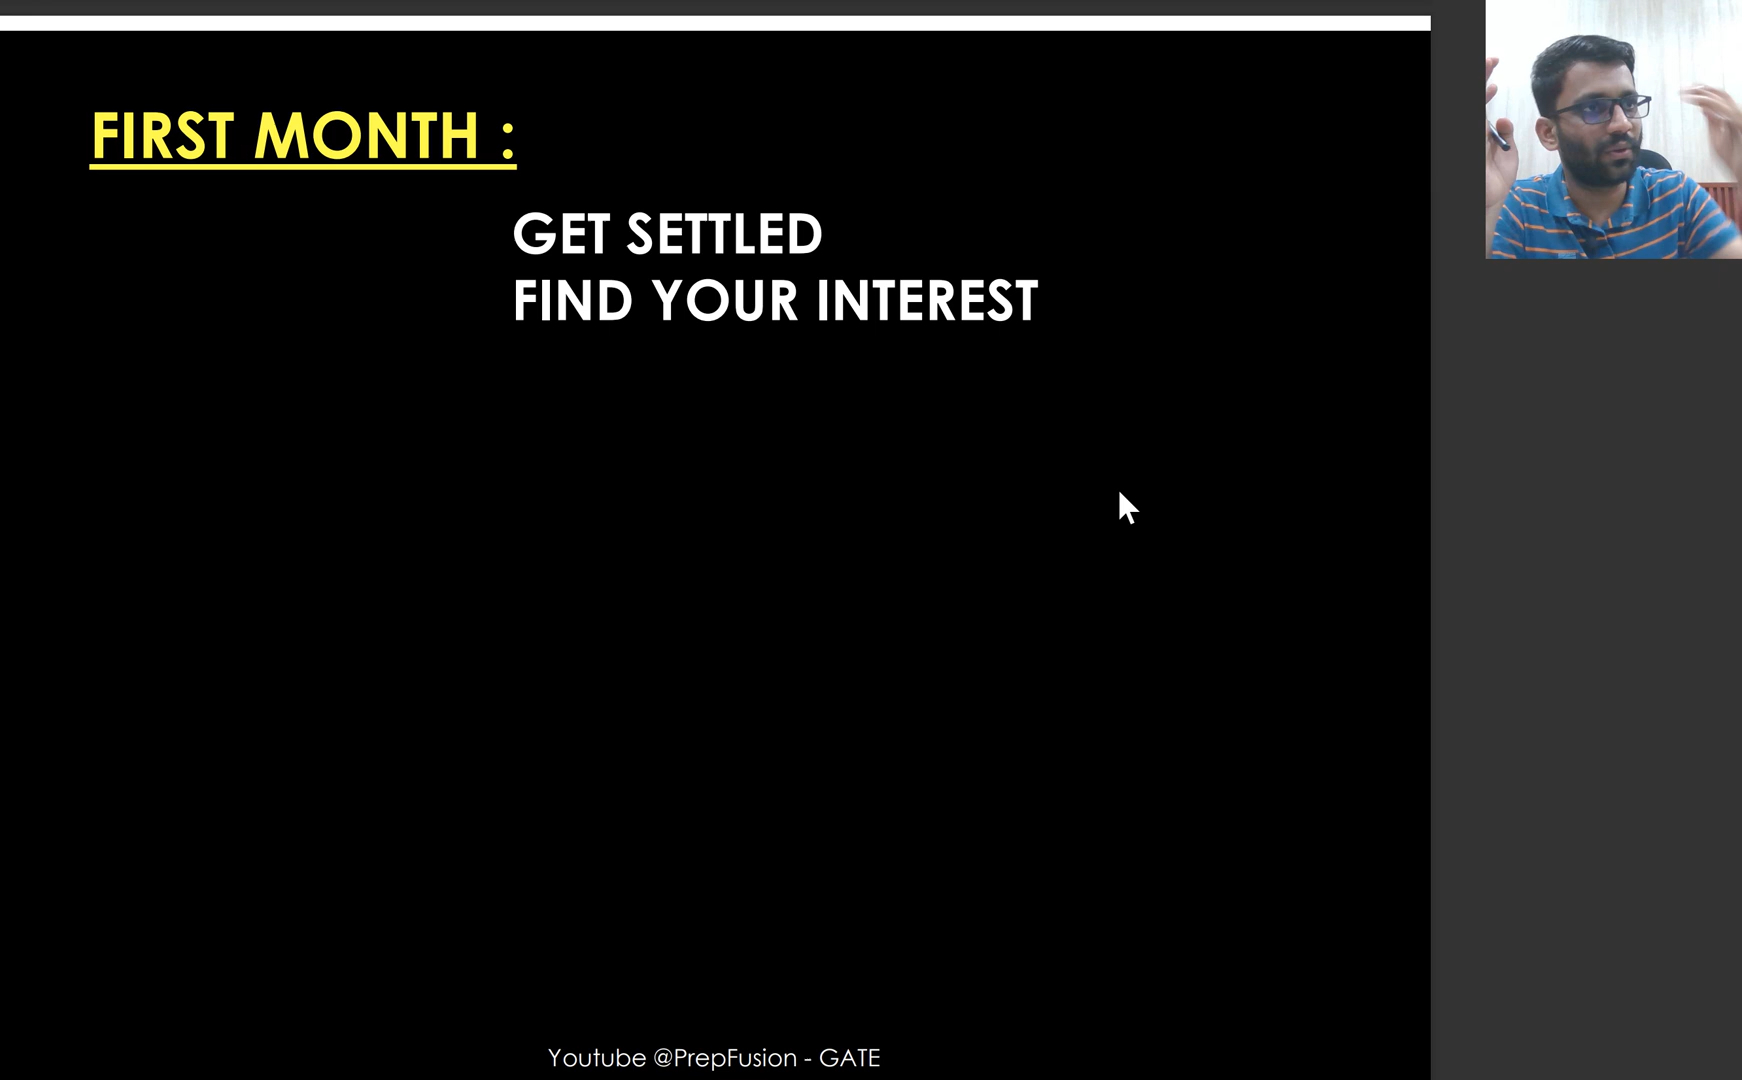 FIRST MONTH :
GET SETTLED
FIND YOUR INTEREST
Youtube @PrepFusion - GATE